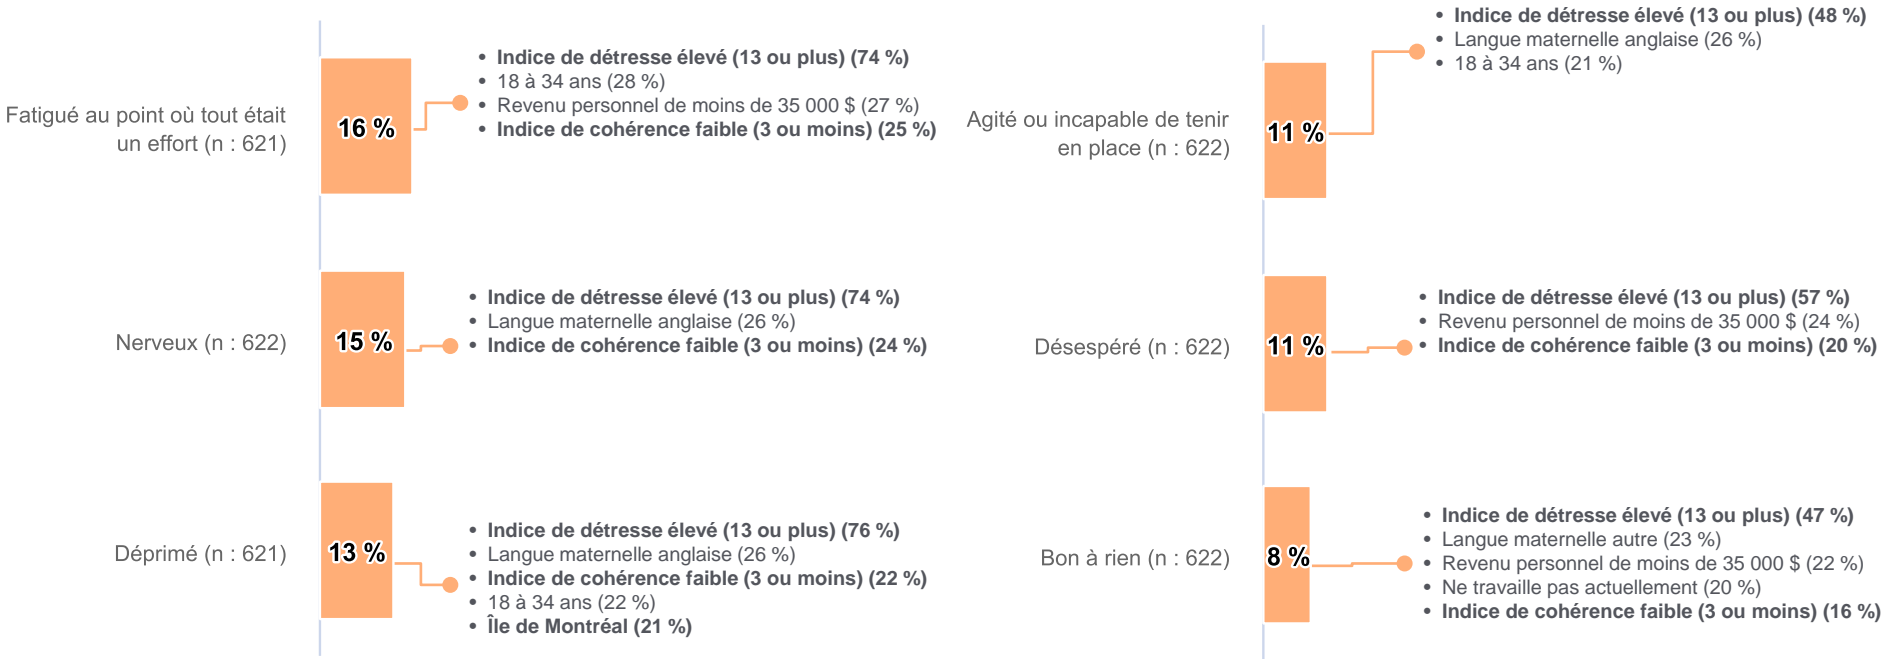 Fatigué au point où tout était
un effort (n : 621)
16 %
• Indice de détresse élevé (13 ou plus) (74 %)
• 18 à 34 ans (28 %)
• Revenu personnel de moins de 35 000 $ (27 %)
• Indice de cohérence faible (3 ou moins) (25 %)
Nerveux (n : 622)
15 %
• Indice de détresse élevé (13 ou plus) (74 %)
• Langue maternelle anglaise (26 %)
• Indice de cohérence faible (3 ou moins) (24 %)
Déprimé (n : 621)
13 %
• Indice de détresse élevé (13 ou plus) (76 %)
• Langue maternelle anglaise (26 %)
• Indice de cohérence faible (3 ou moins) (22 %)
• 18 à 34 ans (22 %)
• Île de Montréal (21 %)
Agité ou incapable de tenir
en place (n : 622)
11 %
• Indice de détresse élevé (13 ou plus) (48 %)
• Langue maternelle anglaise (26 %)
• 18 à 34 ans (21 %)
Désespéré (n : 622)
11 %
• Indice de détresse élevé (13 ou plus) (57 %)
• Revenu personnel de moins de 35 000 $ (24 %)
• Indice de cohérence faible (3 ou moins) (20 %)
Bon à rien (n : 622)
8 %
• Indice de détresse élevé (13 ou plus) (47 %)
• Langue maternelle autre (23 %)
• Revenu personnel de moins de 35 000 $ (22 %)
• Ne travaille pas actuellement (20 %)
• Indice de cohérence faible (3 ou moins) (16 %)